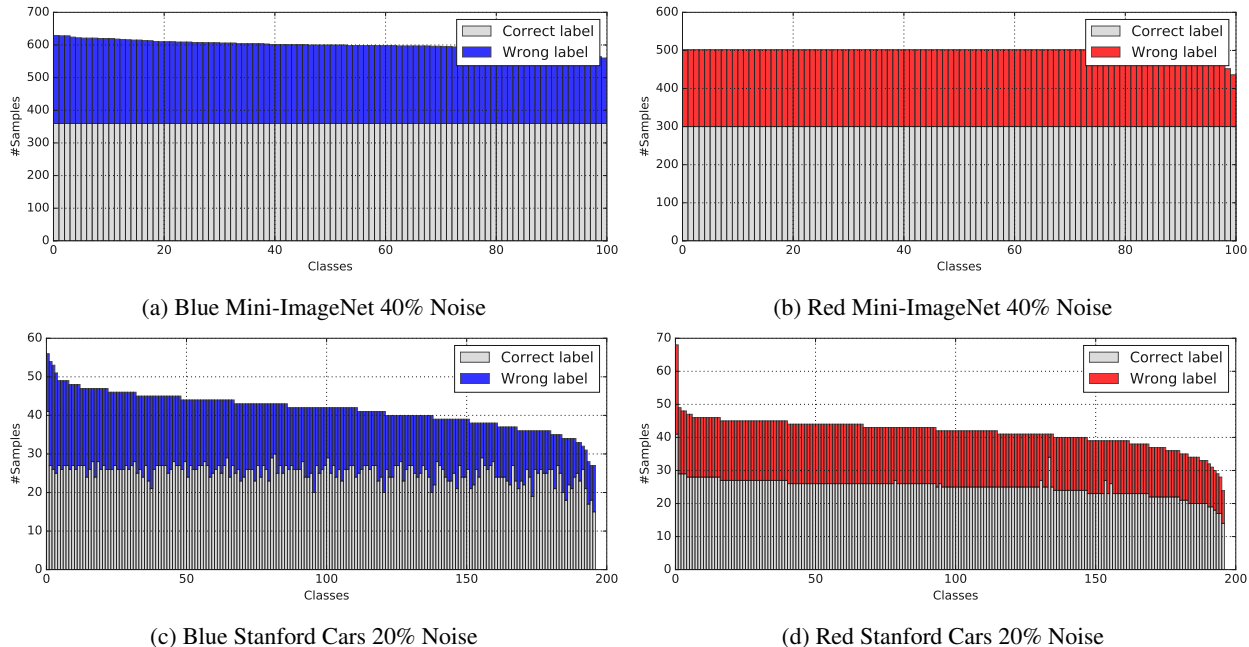 700
600
500
400
300
200
100
0
#Samples
0 20 40 60 80 100
Classes
Correct label
Wrong label
(a) Blue Mini-ImageNet 40% Noise
600
500
400
300
200
100
0
#Samples
0 20 40 60 80 100
Classes
Correct label
Wrong label
(b) Red Mini-ImageNet 40% Noise
60
50
40
30
20
10
0
#Samples
0 50 100 150 200
Classes
Correct label
Wrong label
(c) Blue Stanford Cars 20% Noise
70
60
50
40
30
20
10
0
#Samples
0 50 100 150 200
Classes
Correct label
Wrong label
(d) Red Stanford Cars 20% Noise